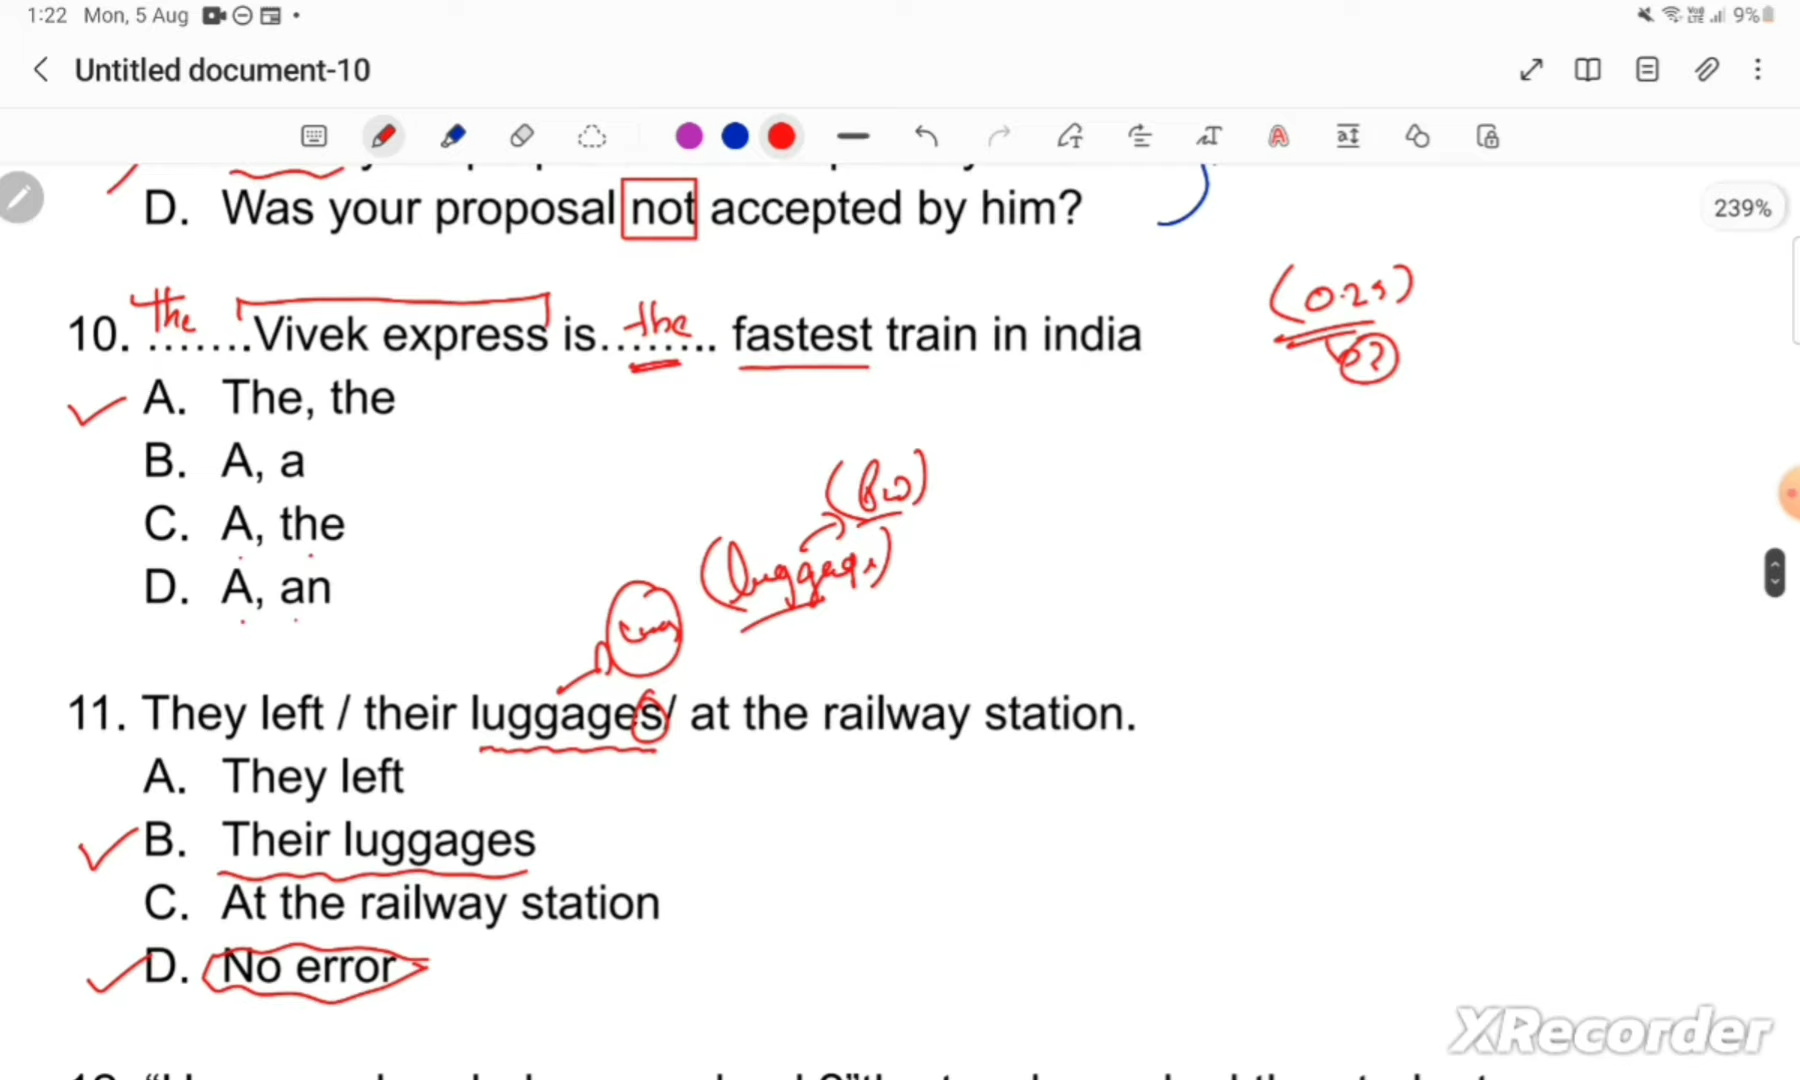 1:22 Mon, 5 Aug
9%
Untitled document-10
D. Was your proposal not accepted by him?
239%
the the (0.25)
10. .......Vivek express is........ fastest train in india
A. The, the
B. A, a
C. A, the
D. A, an
(luggage)
11. They left / their luggages/ at the railway station.
A. They left
B. Their luggages
C. At the railway station
D. No error
XRecorder